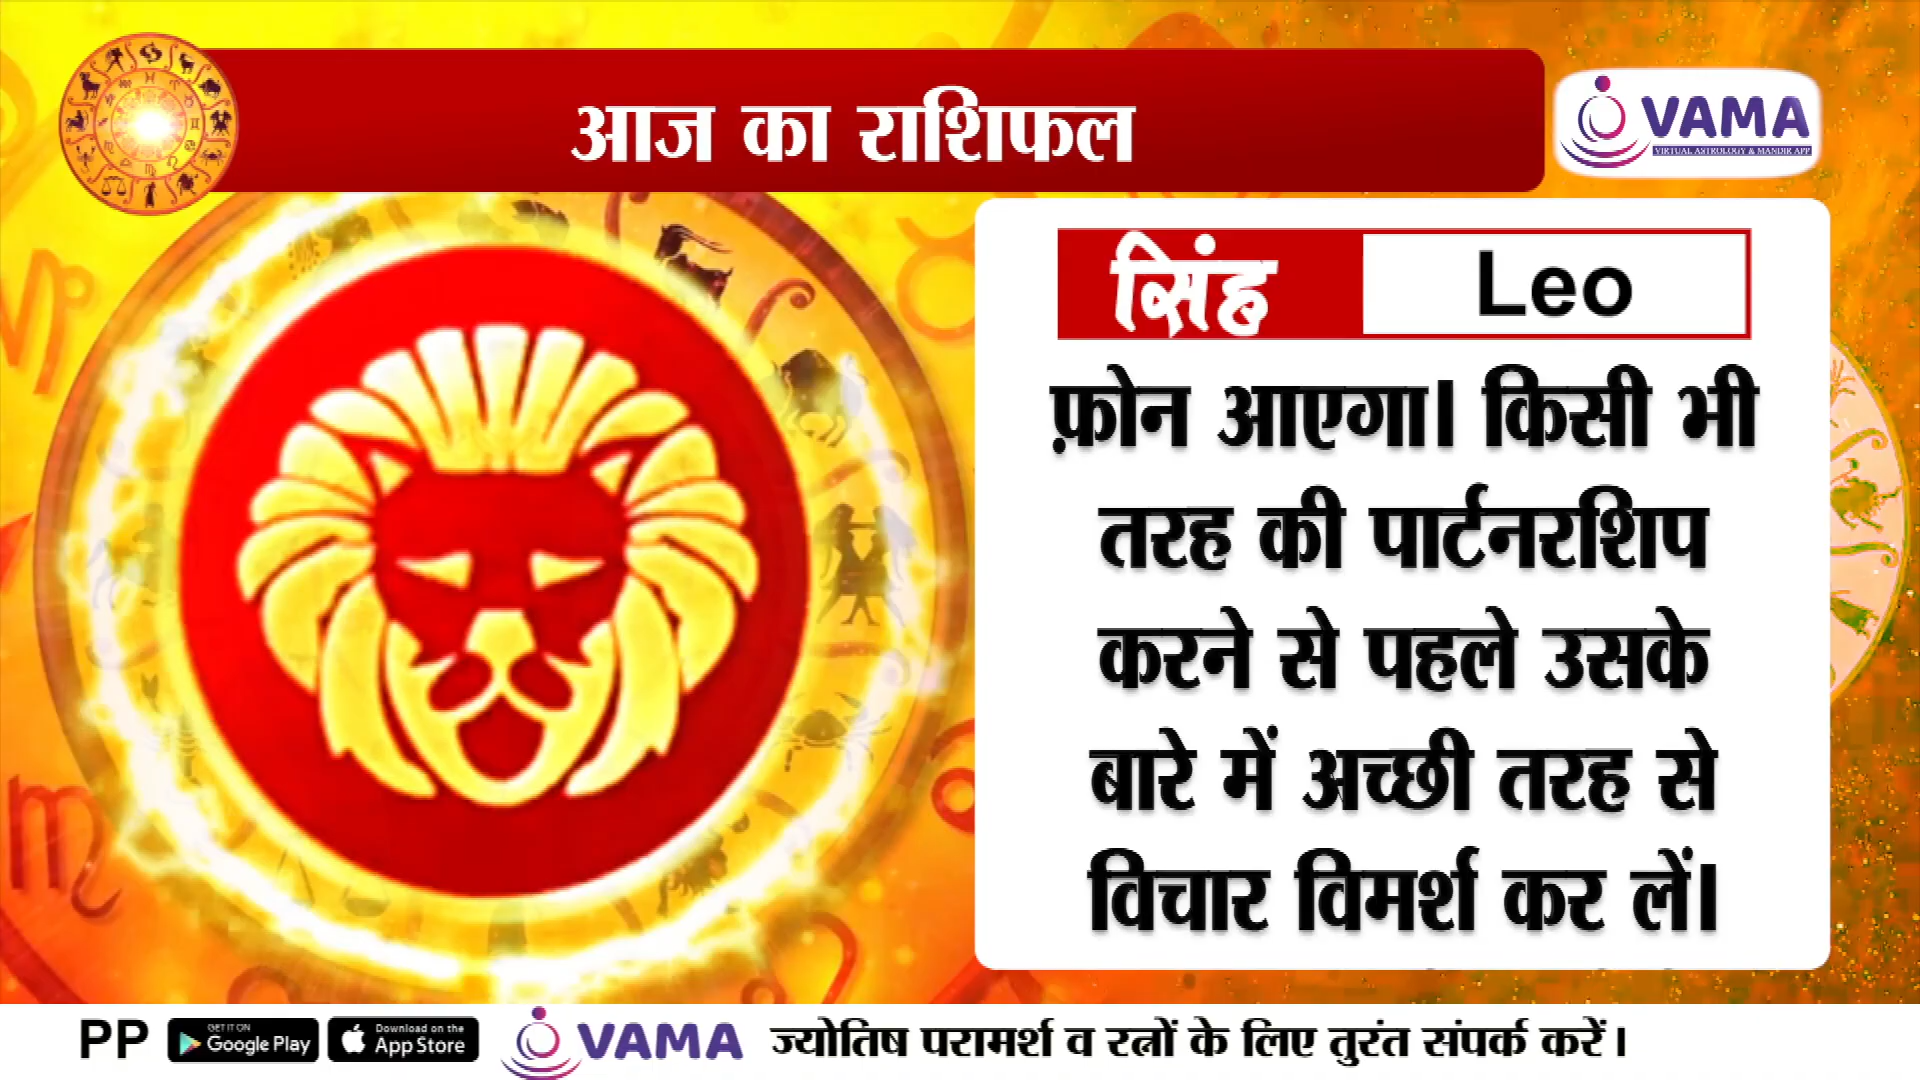 आज का राशिफल
VAMA
VIRTUAL ASTROLOGY & MANDIR APP
सिंह Leo
फ़ोन आएगा। किसी भी
तरह की पार्टनरशिप
करने से पहले उसके
बारे में अच्छी तरह से
विचार विमर्श कर लें।
PP GET IT ON Google Play Download on the App Store VAMA ज्योतिष परामर्श व रत्नों के लिए तुरंत संपर्क करें।